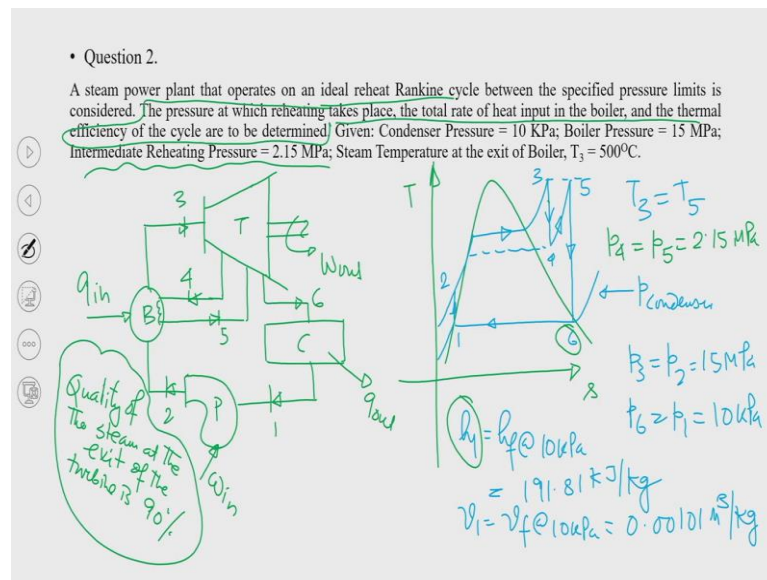 • Question 2.
A steam power plant that operates on an ideal reheat Rankine cycle between the specified pressure limits is
considered. The pressure at which reheating takes place, the total rate of heat input in the boiler, and the thermal
efficiency of the cycle are to be determined. Given: Condenser Pressure = 10 KPa; Boiler Pressure = 15 MPa;
Intermediate Reheating Pressure = 2.15 MPa; Steam Temperature at the exit of Boiler, T₃ = 500⁰C.
3
T
Wout
4
qin
B
5
6
C
qout
2
P
1
Win
Quality of
The steam at the
exit of the
turbine is 90%
T
3
5
4
2
1
6
s
Pcondenser
T₃ = T₅
p₄ = p₅ = 2.15 MPa
p₃ = p₂ = 15 MPa
p₆ = p₁ = 10 kPa
h₁ = hf@10kPa
= 191.81 kJ/kg
v₁ = vf@10kPa = 0.00101 m³/kg